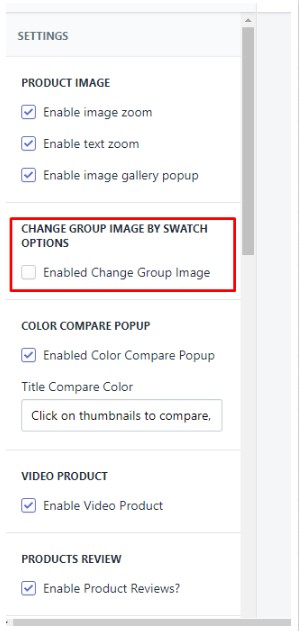 SETTINGS
PRODUCT IMAGE
Enable image zoom
Enable text zoom
Enable image gallery popup
CHANGE GROUP IMAGE BY SWATCH
OPTIONS
Enabled Change Group Image
COLOR COMPARE POPUP
Enabled Color Compare Popup
Title Compare Color
Click on thumbnails to compare,
VIDEO PRODUCT
Enable Video Product
PRODUCTS REVIEW
Enable Product Reviews?